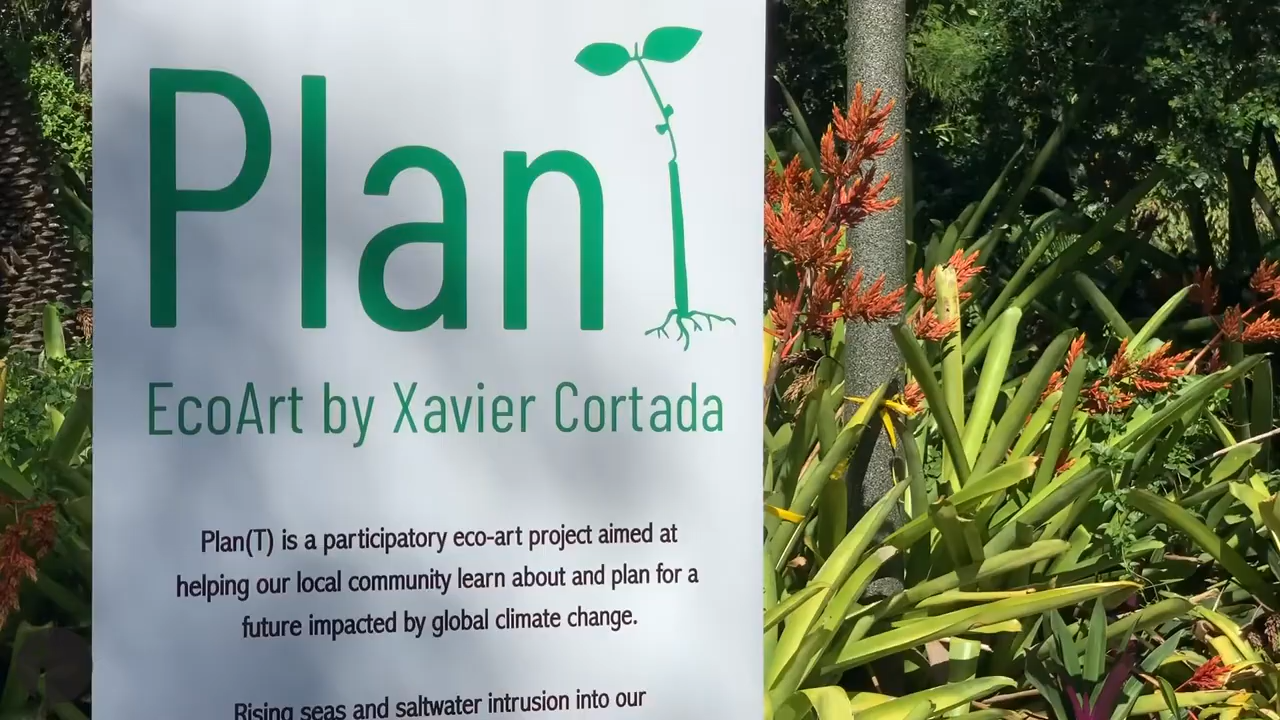 Plan
EcoArt by Xavier Cortada
Plan(T) is a participatory eco-art project aimed at
helping our local community learn about and plan for a
future impacted by global climate change.
Rising seas and saltwater intrusion into our